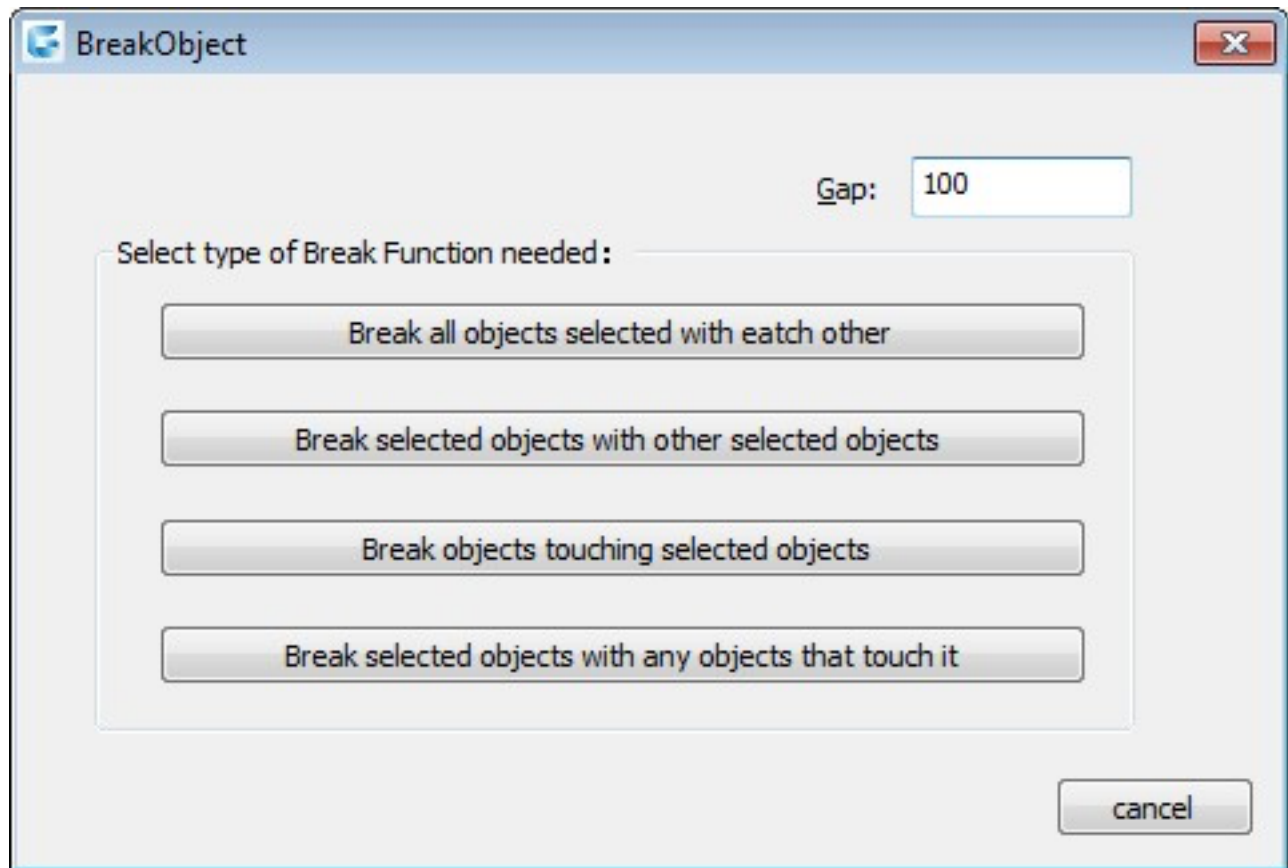 BreakObject
Gap: 100
Select type of Break Function needed:
Break all objects selected with eatch other
Break selected objects with other selected objects
Break objects touching selected objects
Break selected objects with any objects that touch it
cancel